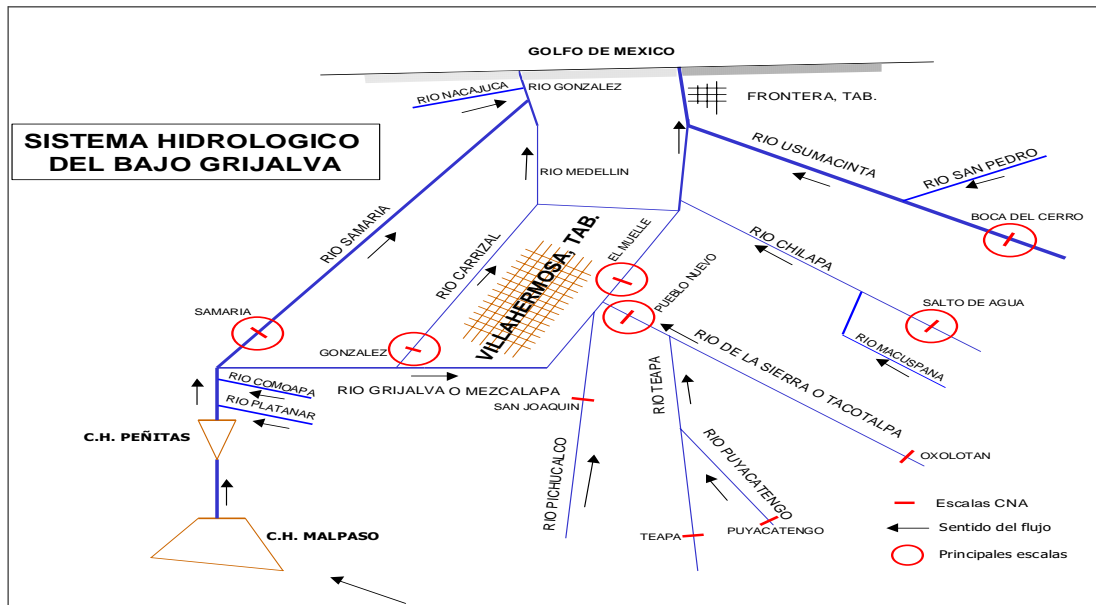 GOLFO DE MEXICO
RIO NACAJUCA
RIO GONZALEZ
FRONTERA, TAB.
SISTEMA HIDROLOGICO
DEL BAJO GRIJALVA
RIO USUMACINTA
RIO SAN PEDRO
RIO MEDELLIN
BOCA DEL CERRO
RIO SAMARIA
RIO CARRIZAL
VILLAHERMOSA, TAB.
EL MUELLE
RIO CHILAPA
PUEBLO NUEVO
SAMARIA
SALTO DE AGUA
GONZALEZ
RIO MACUSPANA
RIO DE LA SIERRA O TACOTALPA
RIO COMOAPA
RIO GRIJALVA O MEZCALAPA
RIO TEAPA
SAN JOAQUIN
RIO PLATANAR
C.H. PEÑITAS
RIO PICHUCALCO
RIO PUYACATENGO
OXOLOTAN
C.H. MALPASO
TEAPA
PUYACATENGO
Escalas CNA
Sentido del flujo
Principales escalas